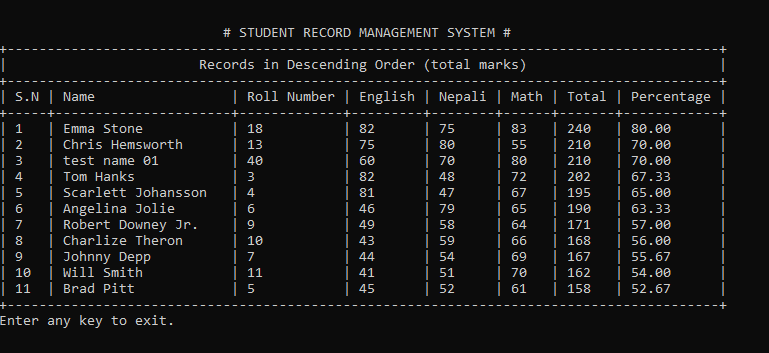 # STUDENT RECORD MANAGEMENT SYSTEM #
Records in Descending Order (total marks)
| S.N | Name | Roll Number | English | Nepali | Math | Total | Percentage |
| 1 | Emma Stone | 18 | 82 | 75 | 83 | 240 | 80.00 |
| 2 | Chris Hemsworth | 13 | 75 | 80 | 55 | 210 | 70.00 |
| 3 | test name 01 | 40 | 60 | 70 | 80 | 210 | 70.00 |
| 4 | Tom Hanks | 3 | 82 | 48 | 72 | 202 | 67.33 |
| 5 | Scarlett Johansson | 4 | 81 | 47 | 67 | 195 | 65.00 |
| 6 | Angelina Jolie | 6 | 46 | 79 | 65 | 190 | 63.33 |
| 7 | Robert Downey Jr. | 9 | 49 | 58 | 64 | 171 | 57.00 |
| 8 | Charlize Theron | 10 | 43 | 59 | 66 | 168 | 56.00 |
| 9 | Johnny Depp | 7 | 44 | 54 | 69 | 167 | 55.67 |
| 10 | Will Smith | 11 | 41 | 51 | 70 | 162 | 54.00 |
| 11 | Brad Pitt | 5 | 45 | 52 | 61 | 158 | 52.67 |
Enter any key to exit.